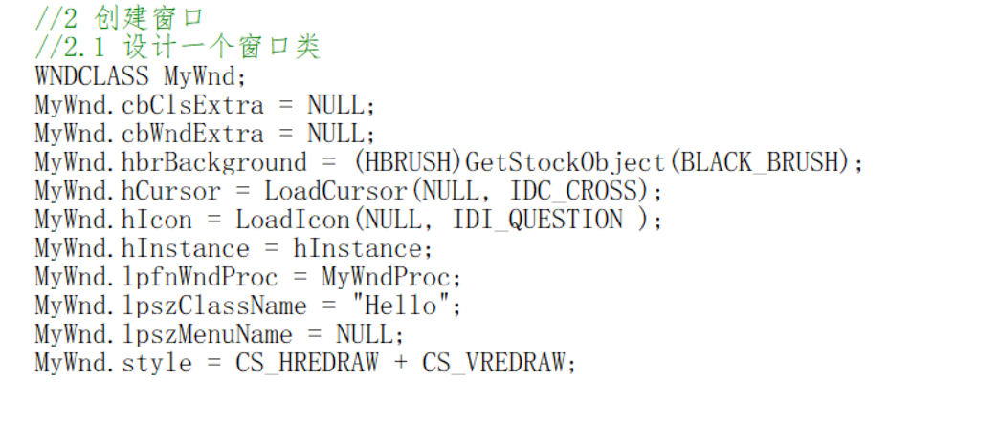 //2 创建窗口
//2.1 设计一个窗口类
WNDCLASS MyWnd;
MyWnd.cbClsExtra = NULL;
MyWnd.cbWndExtra = NULL;
MyWnd.hbrBackground = (HBRUSH)GetStockObject(BLACK_BRUSH);
MyWnd.hCursor = LoadCursor(NULL, IDC_CROSS);
MyWnd.hIcon = LoadIcon(NULL, IDI_QUESTION );
MyWnd.hInstance = hInstance;
MyWnd.lpfnWndProc = MyWndProc;
MyWnd.lpszClassName = "Hello";
MyWnd.lpszMenuName = NULL;
MyWnd.style = CS_HREDRAW + CS_VREDRAW;